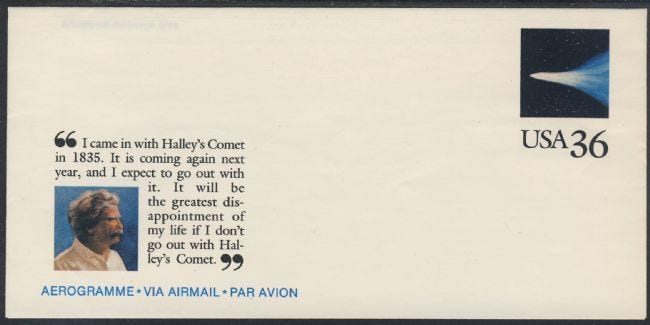 USA 36
❝ I came in with Halley's Comet
in 1835. It is coming again next
year, and I expect to go out with
it. It will be
the greatest dis-
appointment of
my life if I don't
go out with Hal-
ley's Comet. ❞
AEROGRAMME ★ VIA AIRMAIL ★ PAR AVION